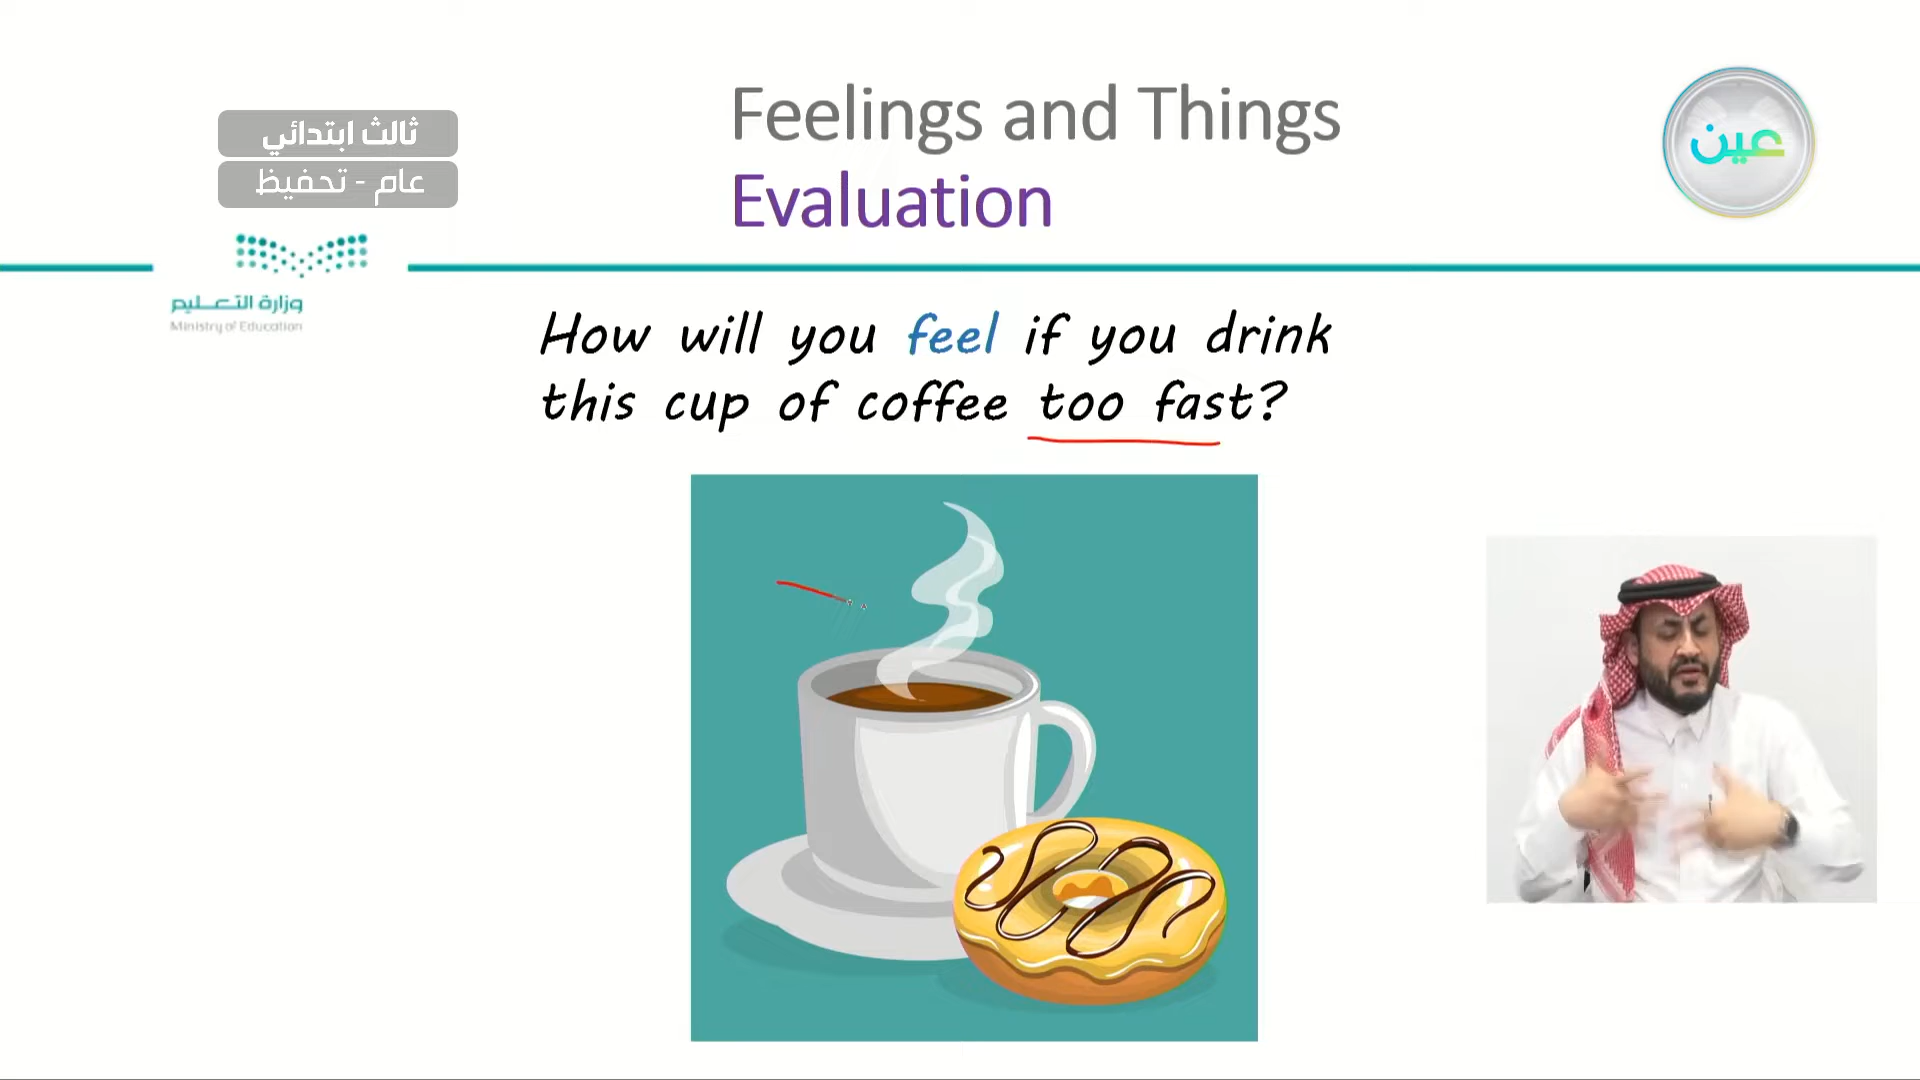 ثالث ابتدائي
عام - تحفيظ
Feelings and Things
Evaluation
عين
وزارة التعليم
Ministry of Education
How will you feel if you drink
this cup of coffee too fast?